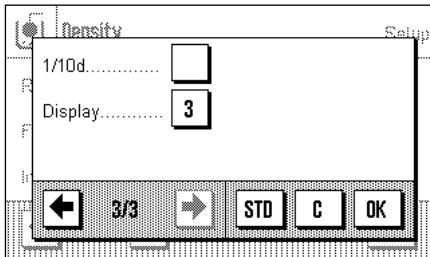 Density
Setup
1/10d.............
Display............ 3
3/3
STD
C
OK